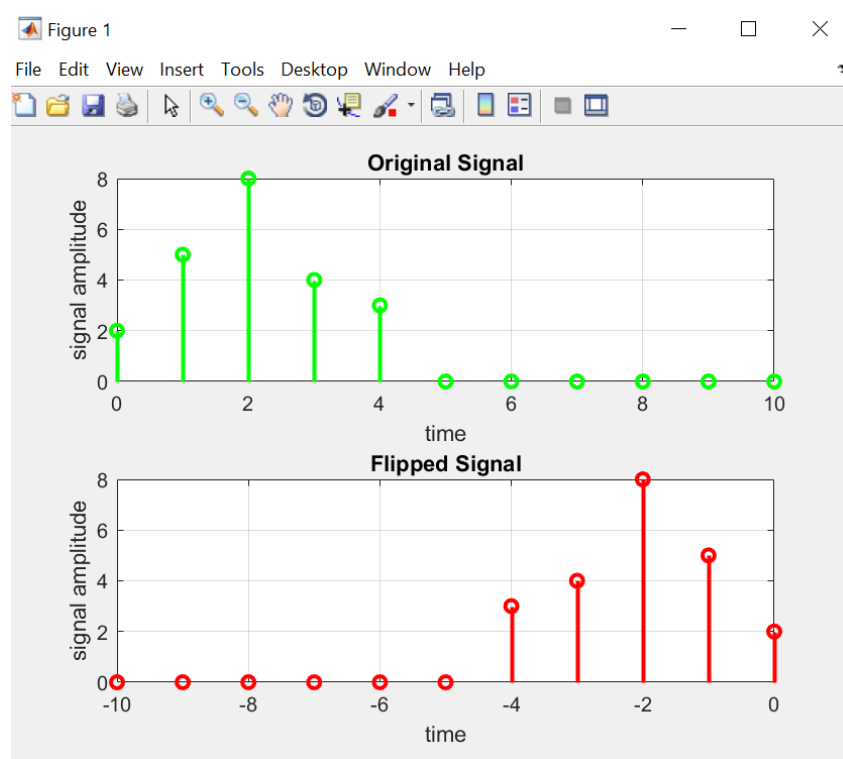 Figure 1
File Edit View Insert Tools Desktop Window Help
Original Signal
8
6
4
2
0
signal amplitude
0 2 4 6 8 10
time
Flipped Signal
8
6
4
2
0
signal amplitude
-10 -8 -6 -4 -2 0
time